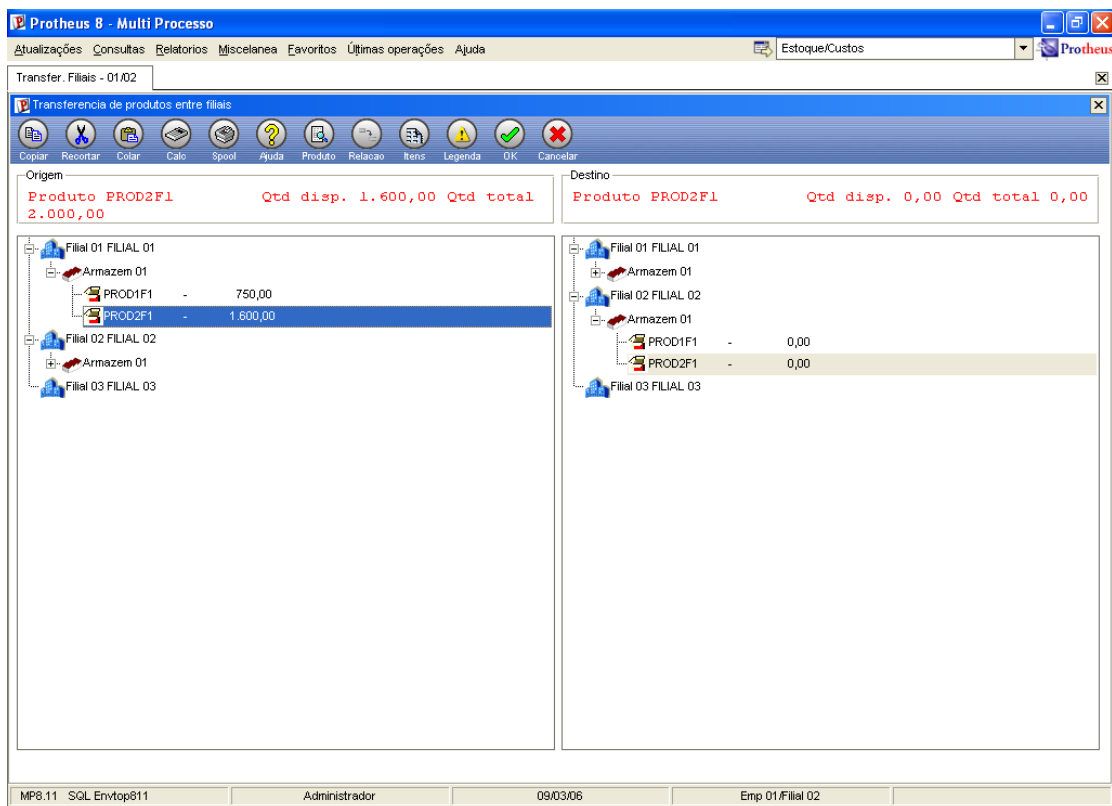 Protheus 8 - Multi Processo
Atualizações Consultas Relatorios Miscelanea Favoritos Últimas operações Ajuda
Estoque/Custos
Protheus
Transfer. Filiais - 01/02
Transferencia de produtos entre filiais
Copiar Recortar Colar Calc Spool Ajuda Produto Relacao Itens Legenda OK Cancelar
Origem
Produto PROD2F1 Qtd disp. 1.600,00 Qtd total
2.000,00
Filial 01 FILIAL 01
Armazem 01
PROD1F1 - 750,00
PROD2F1 - 1.600,00
Filial 02 FILIAL 02
Armazem 01
Filial 03 FILIAL 03
Destino
Produto PROD2F1 Qtd disp. 0,00 Qtd total 0,00
Filial 01 FILIAL 01
Armazem 01
Filial 02 FILIAL 02
Armazem 01
PROD1F1 - 0,00
PROD2F1 - 0,00
Filial 03 FILIAL 03
MP8.11 SQL Envtop811 Administrador 09/03/06 Emp 01/Filial 02